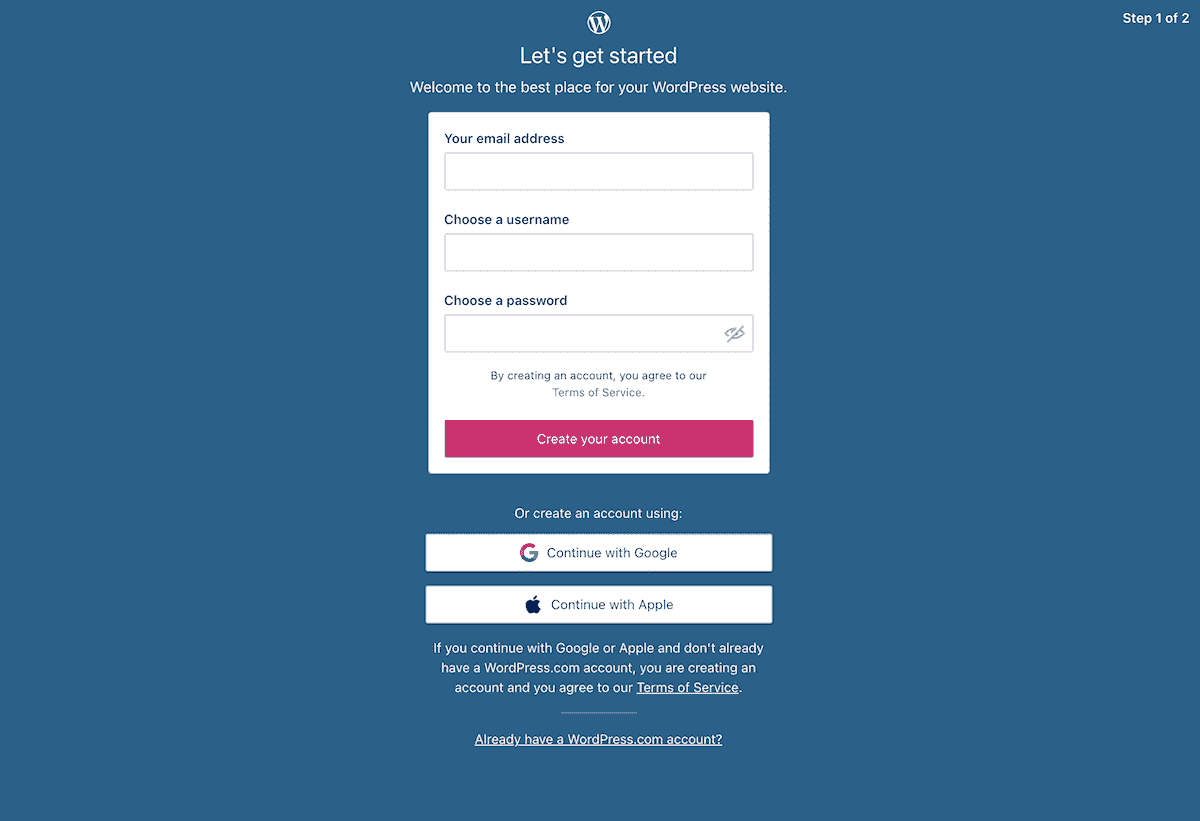 Step 1 of 2
Let's get started
Welcome to the best place for your WordPress website.
Your email address
Choose a username
Choose a password
By creating an account, you agree to our
Terms of Service.
Create your account
Or create an account using:
Continue with Google
Continue with Apple
If you continue with Google or Apple and don't already
have a WordPress.com account, you are creating an
account and you agree to our Terms of Service.
Already have a WordPress.com account?